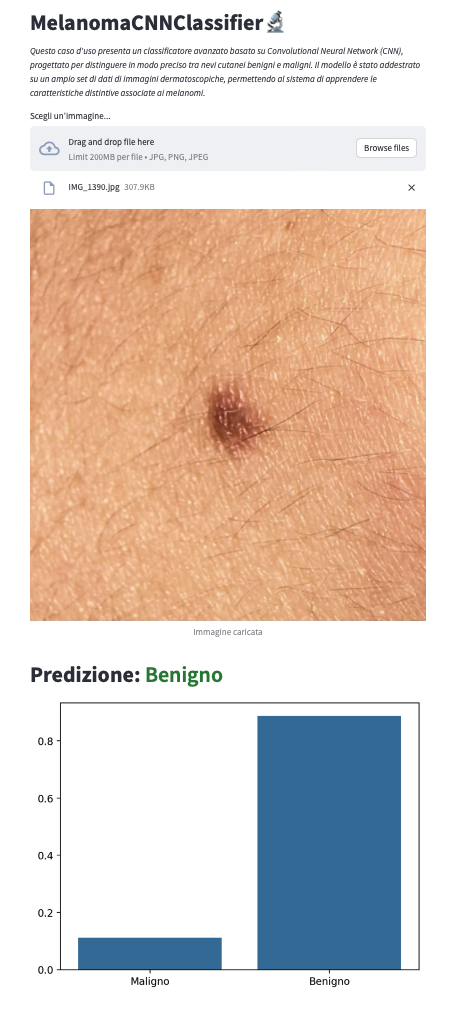 MelanomaCNNClassifier🔬
Questo caso d'uso presenta un classificatore avanzato basato su Convolutional Neural Network (CNN),
progettato per distinguere in modo preciso tra nevi cutanei benigni e maligni. Il modello è stato addestrato
su un ampio set di dati di immagini dermatoscopiche, permettendo al sistema di apprendere le
caratteristiche distintive associate ai melanomi.
Scegli un'immagine...
Drag and drop file here
Limit 200MB per file • JPG, PNG, JPEG
Browse files
IMG_1390.jpg 307.9KB
Immagine caricata
Predizione: Benigno
0.8
0.6
0.4
0.2
0.0
Maligno Benigno